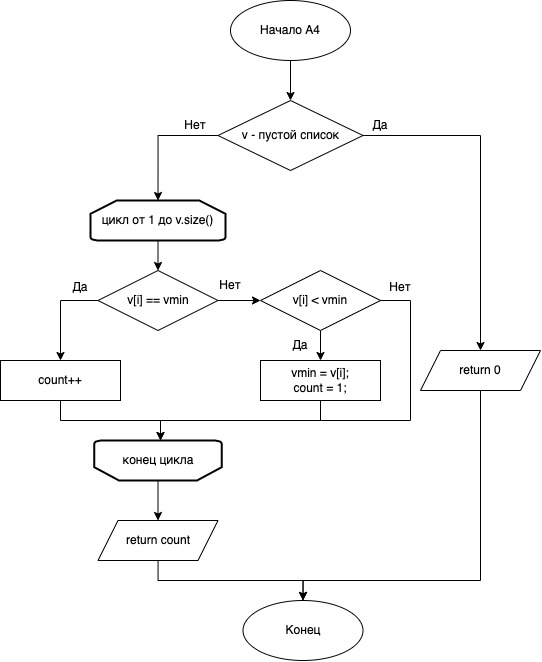 Начало А4
Нет
Да
v - пустой список
цикл от 1 до v.size()
Да
Нет
Нет
v[i] == vmin
v[i] < vmin
Да
count++
vmin = v[i];
count = 1;
return 0
конец цикла
return count
Конец